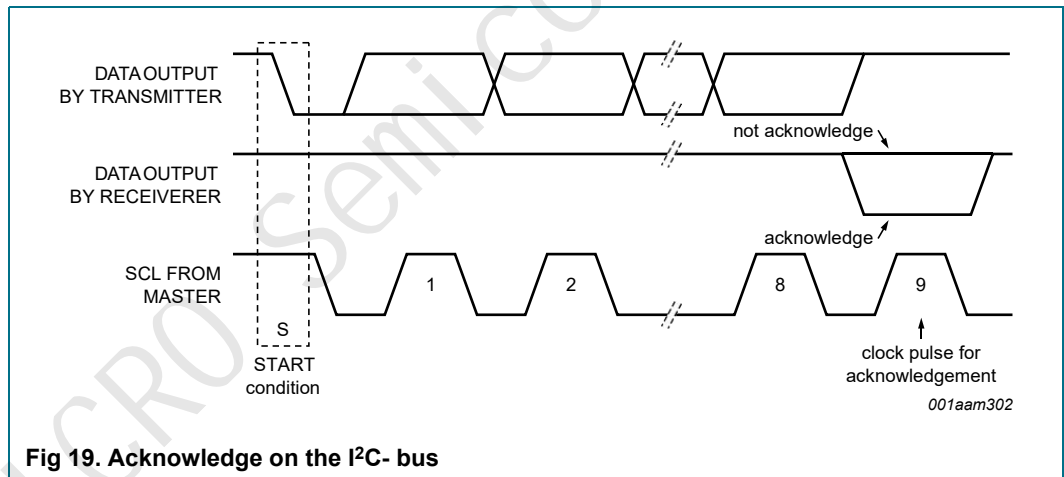 DATA OUTPUT
BY TRANSMITTER
not acknowledge
DATA OUTPUT
BY RECEIVERER
acknowledge
SCL FROM
MASTER
1
2
8
9
S
START
condition
clock pulse for
acknowledgement
001aam302
Fig 19. Acknowledge on the I²C- bus